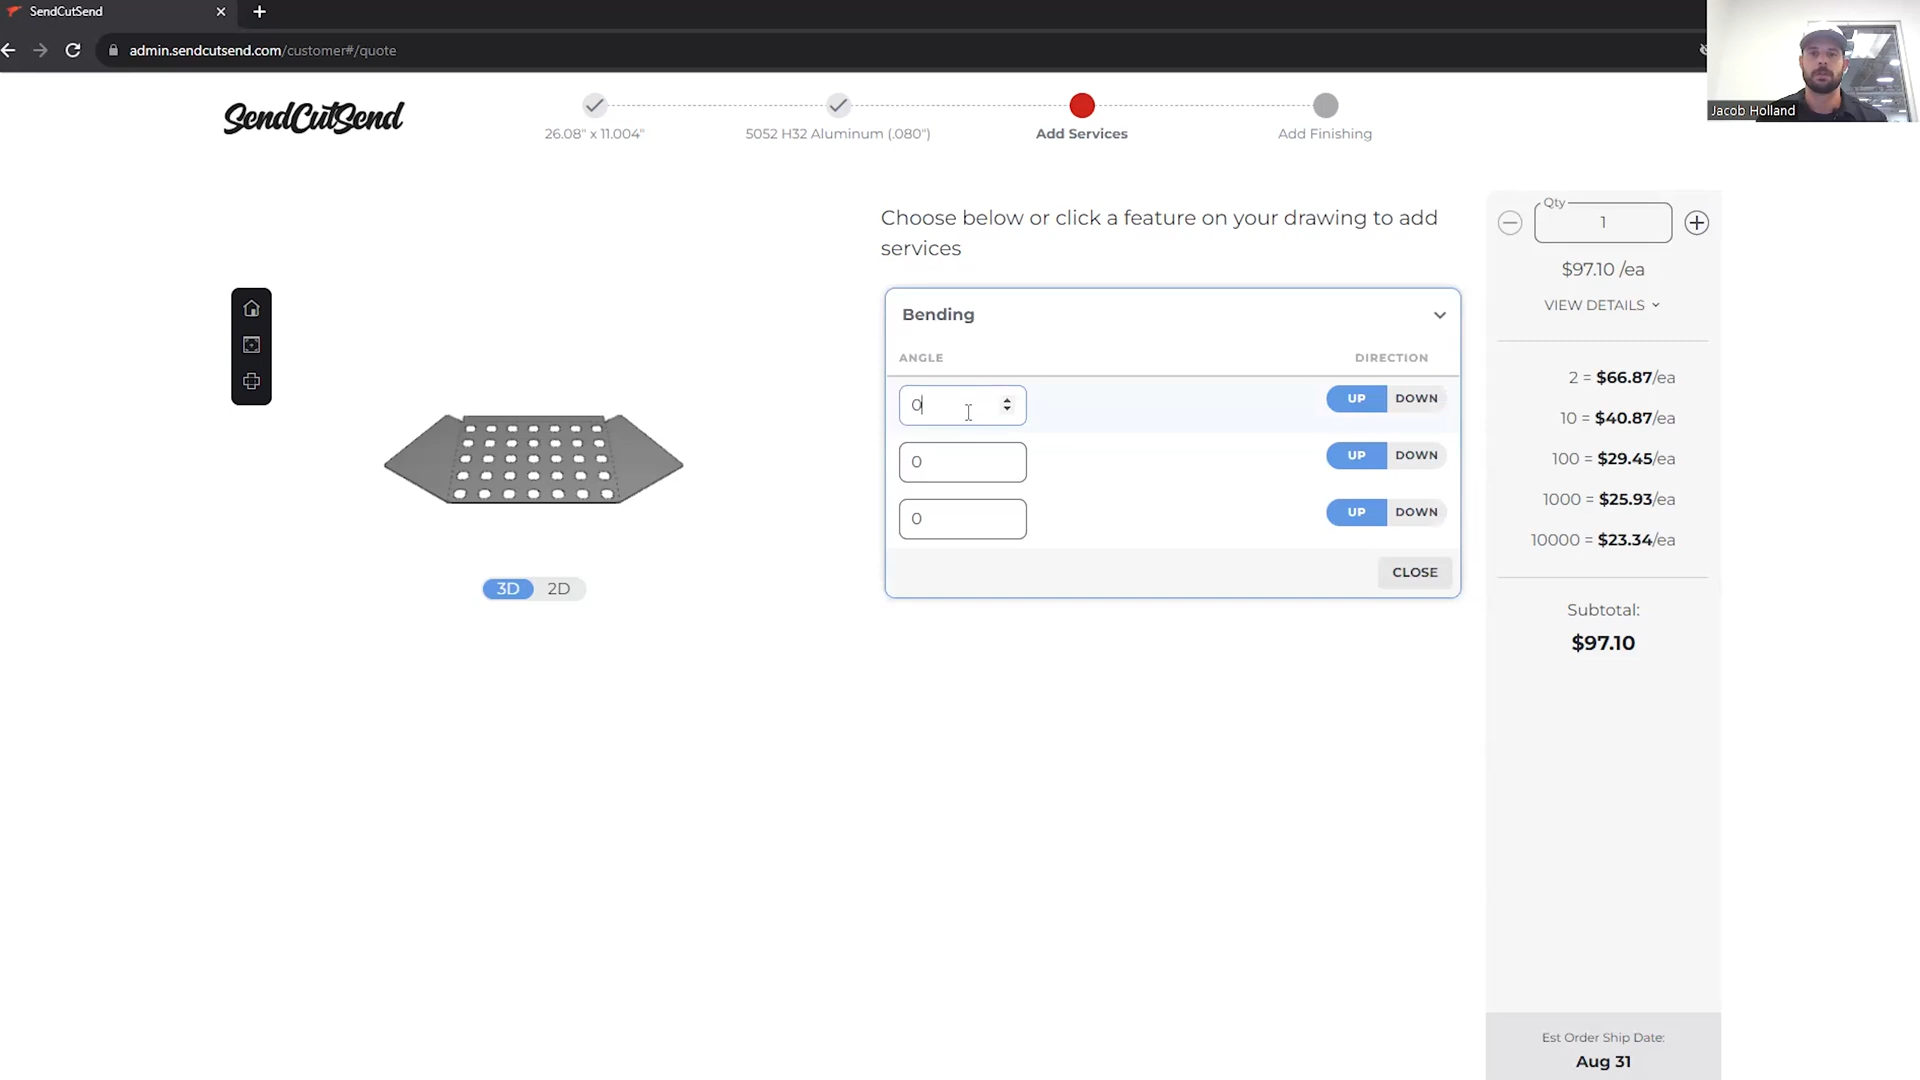 SendCutSend
admin.sendcutsend.com/customer#/quote
Jacob Holland
SendCutSend
26.08" x 11.004"
5052 H32 Aluminum (.080")
Add Services
Add Finishing
Choose below or click a feature on your drawing to add
services
Bending
ANGLE
DIRECTION
0
UP DOWN
0
UP DOWN
0
UP DOWN
CLOSE
3D 2D
Qty
1
$97.10 /ea
VIEW DETAILS
2 = $66.87/ea
10 = $40.87/ea
100 = $29.45/ea
1000 = $25.93/ea
10000 = $23.34/ea
Subtotal:
$97.10
Est Order Ship Date:
Aug 31